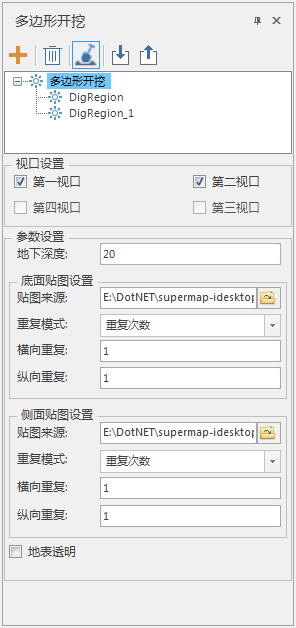 多边形开挖
多边形开挖
DigRegion
DigRegion_1
视口设置
第一视口 第二视口
第四视口 第三视口
参数设置
地下深度: 20
底面贴图设置
贴图来源: E:\DotNET\supermap-idesktop
重复模式: 重复次数
横向重复: 1
纵向重复: 1
侧面贴图设置
贴图来源: E:\DotNET\supermap-idesktop
重复模式: 重复次数
横向重复: 1
纵向重复: 1
地表透明